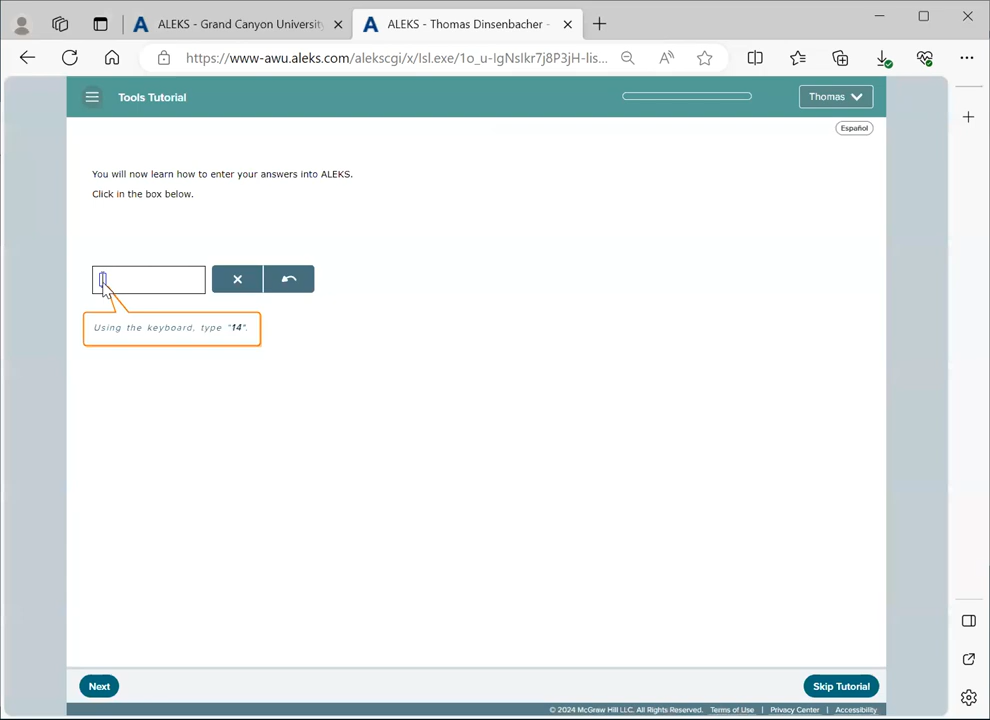 ALEKS - Grand Canyon University
ALEKS - Thomas Dinsenbacher -
https://www-awu.aleks.com/alekscgi/x/Isl.exe/1o_u-IgNsIkr7j8P3jH-lis...
Tools Tutorial
Thomas
Español
You will now learn how to enter your answers into ALEKS.
Click in the box below.
Using the keyboard, type "14".
Next
Skip Tutorial
© 2024 McGraw Hill LLC. All Rights Reserved. Terms of Use | Privacy Center | Accessibility